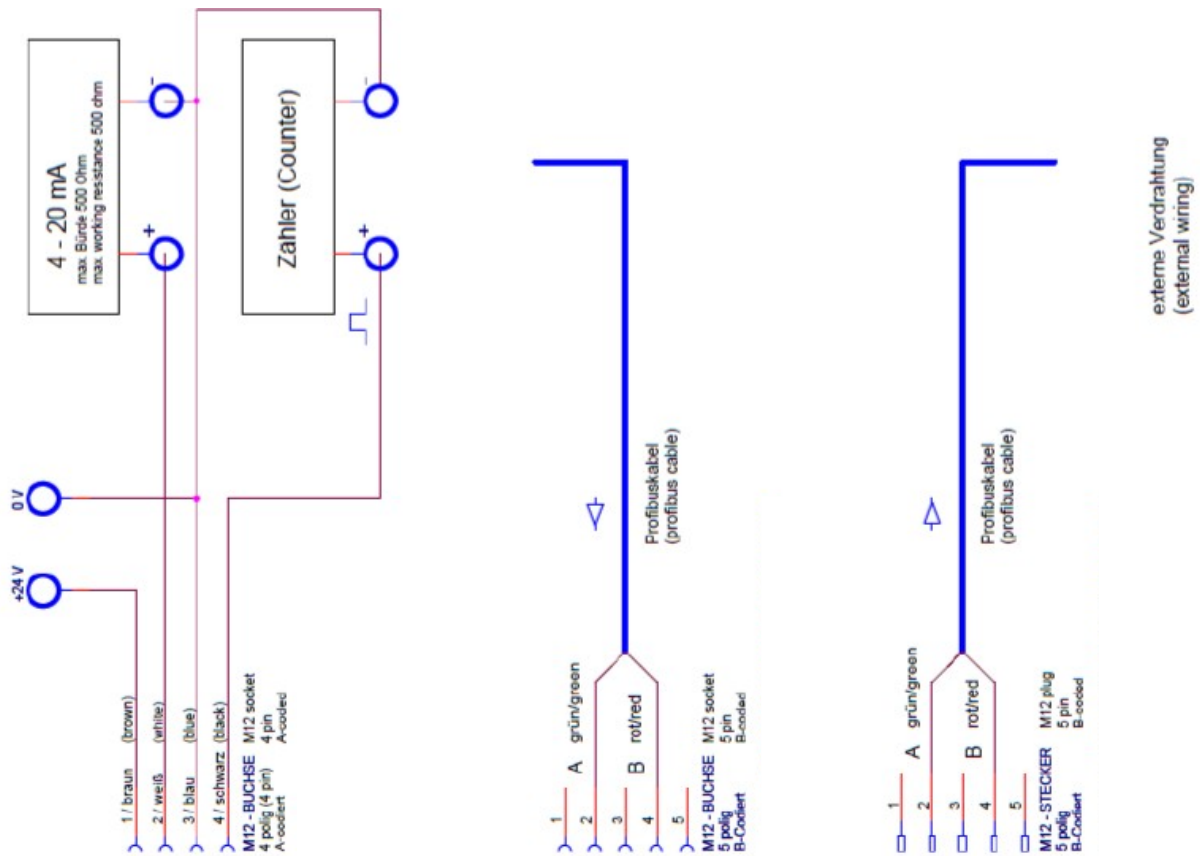 +24 V
0 V
4 - 20 mA
max. Bürde 500 Ohm
max. working resistance 500 ohm
+
-
Zähler (Counter)
+
-
1 / braun (brown)
2 / weiß (white)
3 / blau (blue)
4 / schwarz (black)
M12 - BUCHSE M12 socket
4 polig (4 pin) 4 pin
A-codiert A-coded
1
2
3
4
5
A grün/green
B rot/red
Profibuskabel
(profibus cable)
M12 - BUCHSE M12 socket
5 polig 5 pin
B-Codiert B-coded
1
2
3
4
5
A grün/green
B rot/red
Profibuskabel
(profibus cable)
M12 - STECKER M12 plug
5 polig 5 pin
B-Codiert B-coded
externe Verdrahtung
(external wiring)